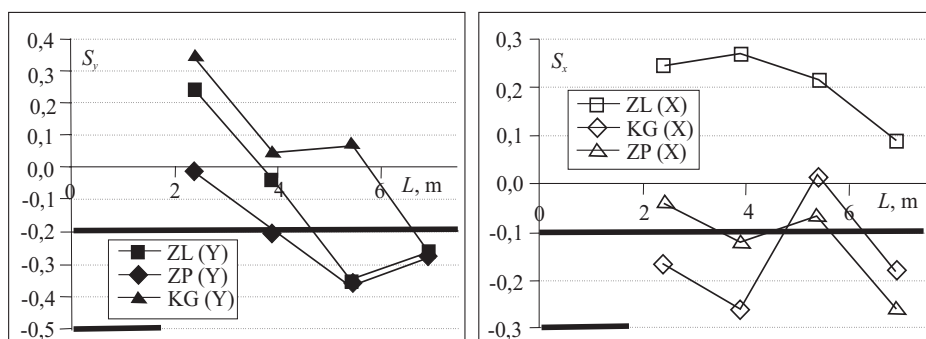 0,4
S_y
0,3
0,2
0,1
0,0
2
4
6
L, m
-0,1
-0,2
-0,3
-0,4
-0,5
ZL (Y)
ZP (Y)
KG (Y)
0,3
S_x
0,2
0,1
0,0
0
2
4
6
L, m
-0,1
-0,2
-0,3
ZL (X)
KG (X)
ZP (X)